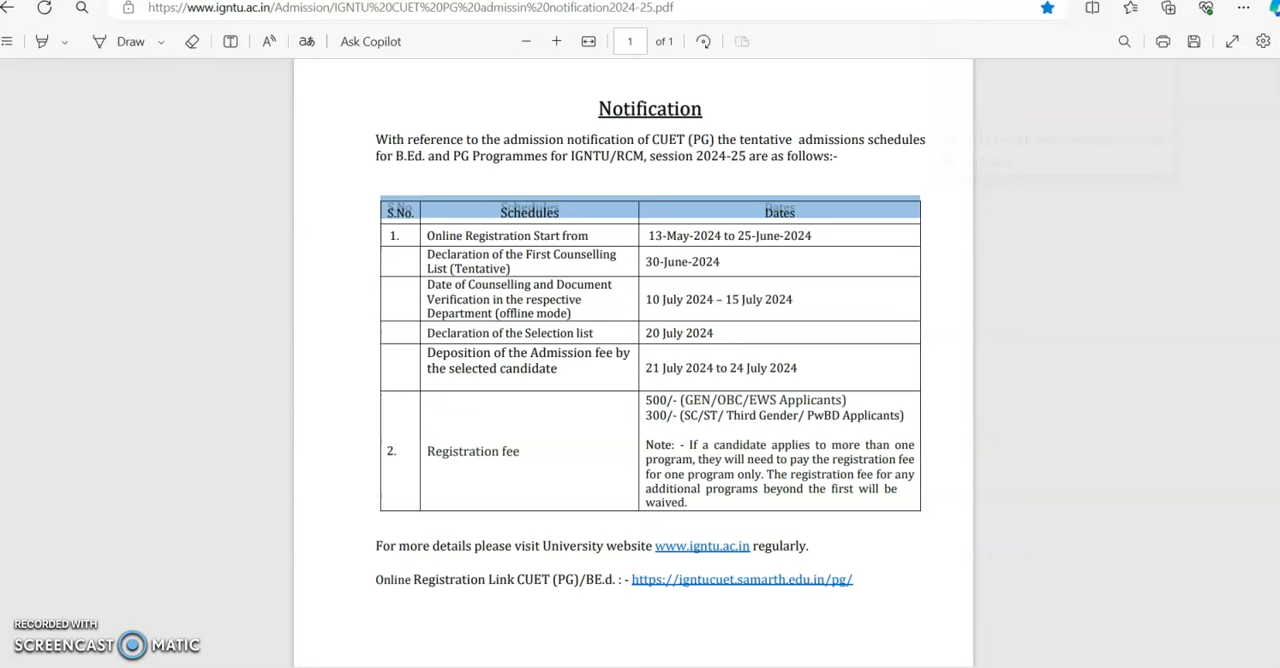 https://www.igntu.ac.in/Admission/IGNTU%20CUET%20PG%20admissin%20notification2024-25.pdf
Draw
Ask Copilot
1
of 1
Notification
With reference to the admission notification of CUET (PG) the tentative admissions schedules
for B.Ed. and PG Programmes for IGNTU/RCM, session 2024-25 are as follows:-
S.No. Schedules Dates
1. Online Registration Start from 13-May-2024 to 25-June-2024
Declaration of the First Counselling
List (Tentative)
30-June-2024
Date of Counselling and Document
Verification in the respective
Department (offline mode)
10 July 2024 – 15 July 2024
Declaration of the Selection list 20 July 2024
Deposition of the Admission fee by
the selected candidate
21 July 2024 to 24 July 2024
2. Registration fee
500/- (GEN/OBC/EWS Applicants)
300/- (SC/ST/ Third Gender/ PwBD Applicants)
Note: - If a candidate applies to more than one
program, they will need to pay the registration fee
for one program only. The registration fee for any
additional programs beyond the first will be
waived.
For more details please visit University website www.igntu.ac.in regularly.
Online Registration Link CUET (PG)/BE.d. : - https://igntucuet.samarth.edu.in/pg/
RECORDED WITH
SCREENCAST MATIC